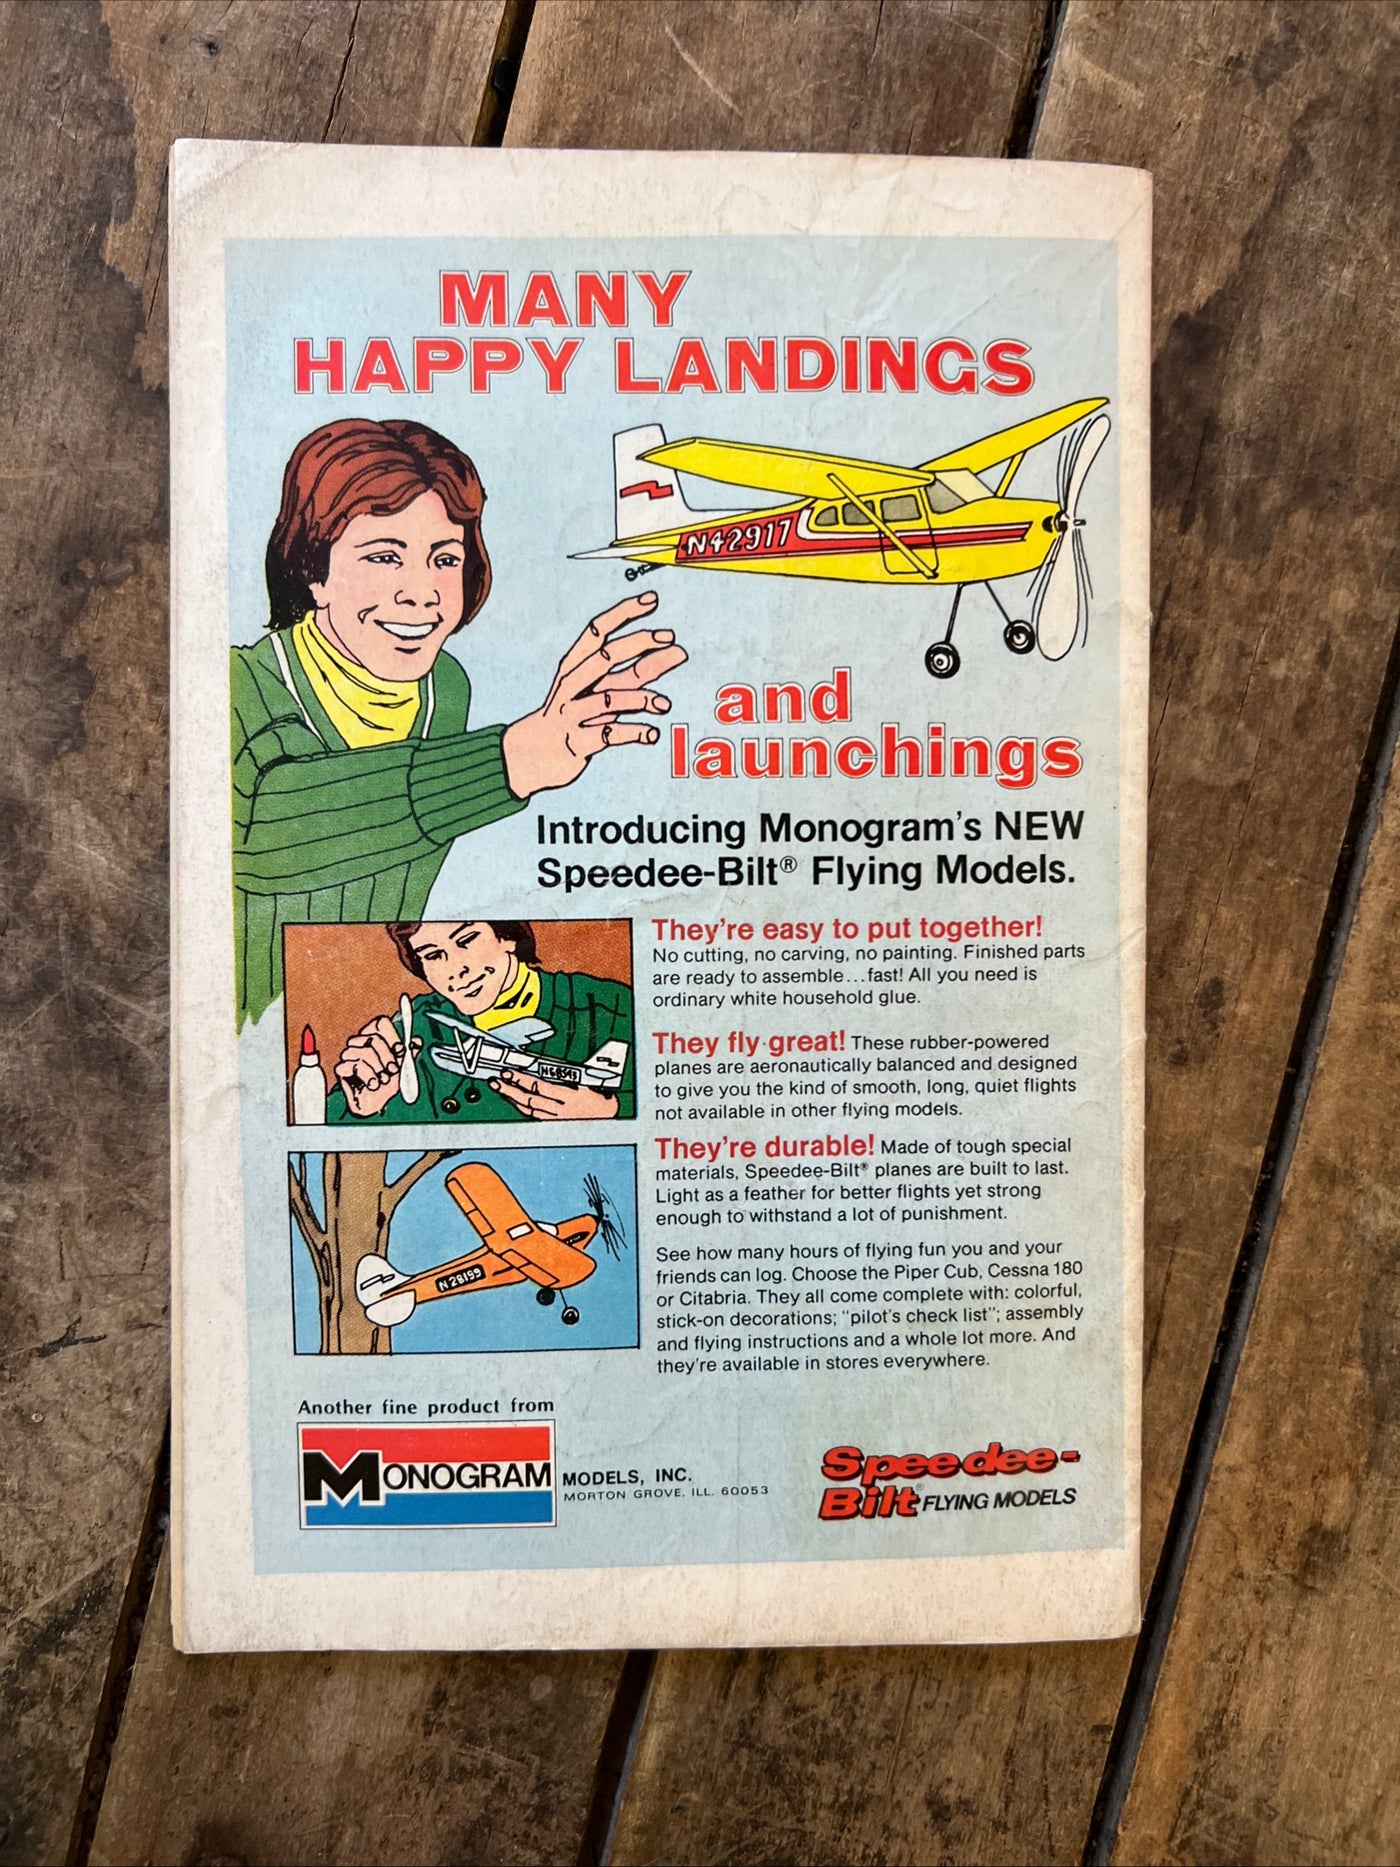 MANY
HAPPY LANDINGS
N42917
and
launchings
Introducing Monogram's NEW
Speedee-Bilt® Flying Models.
They're easy to put together!
No cutting, no carving, no painting. Finished parts
are ready to assemble...fast! All you need is
ordinary white household glue.
They fly great! These rubber-powered
planes are aeronautically balanced and designed
to give you the kind of smooth, long, quiet flights
not available in other flying models.
They're durable! Made of tough special
materials, Speedee-Bilt® planes are built to last.
Light as a feather for better flights yet strong
enough to withstand a lot of punishment.
N28199
See how many hours of flying fun you and your
friends can log. Choose the Piper Cub, Cessna 180
or Citabria. They all come complete with: colorful,
stick-on decorations; "pilot's check list"; assembly
and flying instructions and a whole lot more. And
they're available in stores everywhere.
Another fine product from
MONOGRAM MODELS, INC.
MORTON GROVE, ILL. 60053
Speedee-
Bilt® FLYING MODELS